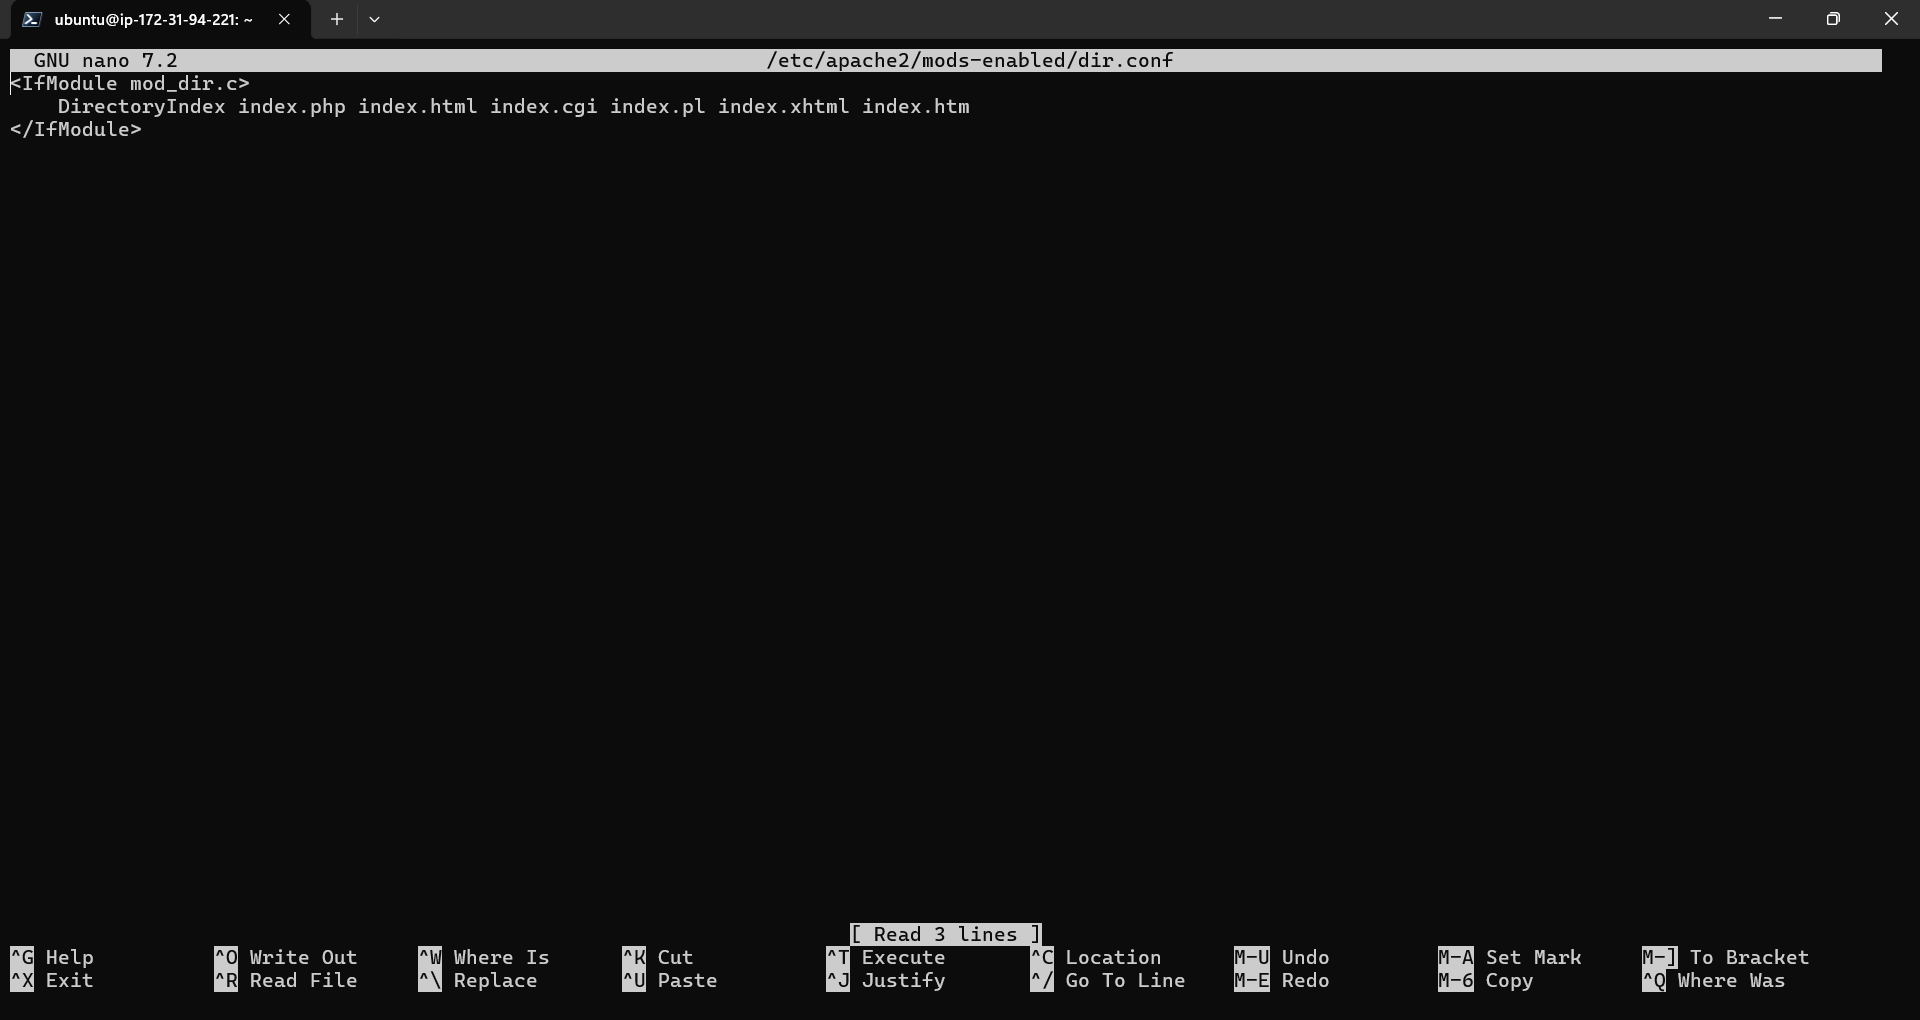 ubuntu@ip-172-31-94-221: ~
GNU nano 7.2 /etc/apache2/mods-enabled/dir.conf
<IfModule mod_dir.c>
    DirectoryIndex index.php index.html index.cgi index.pl index.xhtml index.htm
</IfModule>
[ Read 3 lines ]
^G Help ^O Write Out ^W Where Is ^K Cut ^T Execute ^C Location M-U Undo M-A Set Mark M-] To Bracket
^X Exit ^R Read File ^\ Replace ^U Paste ^J Justify ^/ Go To Line M-E Redo M-6 Copy ^Q Where Was